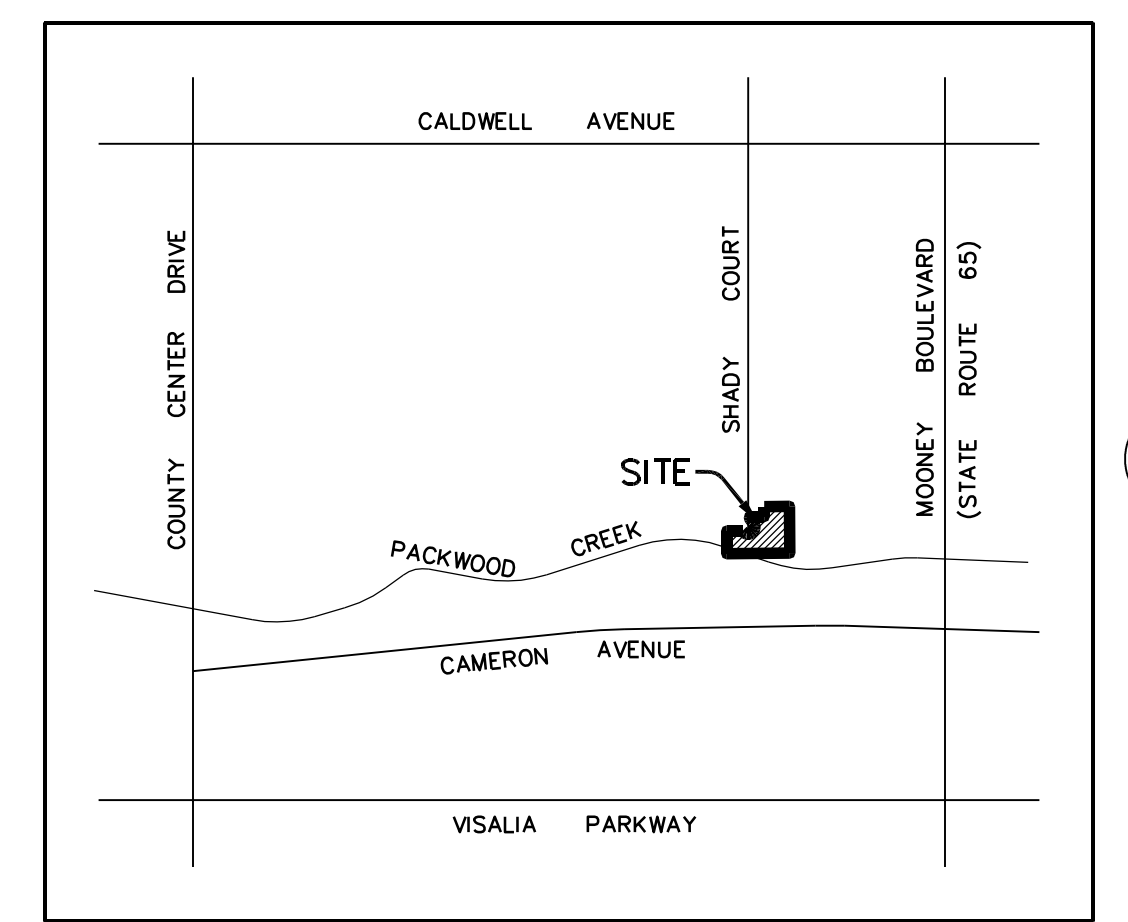 CALDWELL AVENUE
COUNTY CENTER DRIVE
SHADY COURT
MOONEY BOULEVARD
(STATE ROUTE 65)
SITE
PACKWOOD CREEK
CAMERON AVENUE
VISALIA PARKWAY